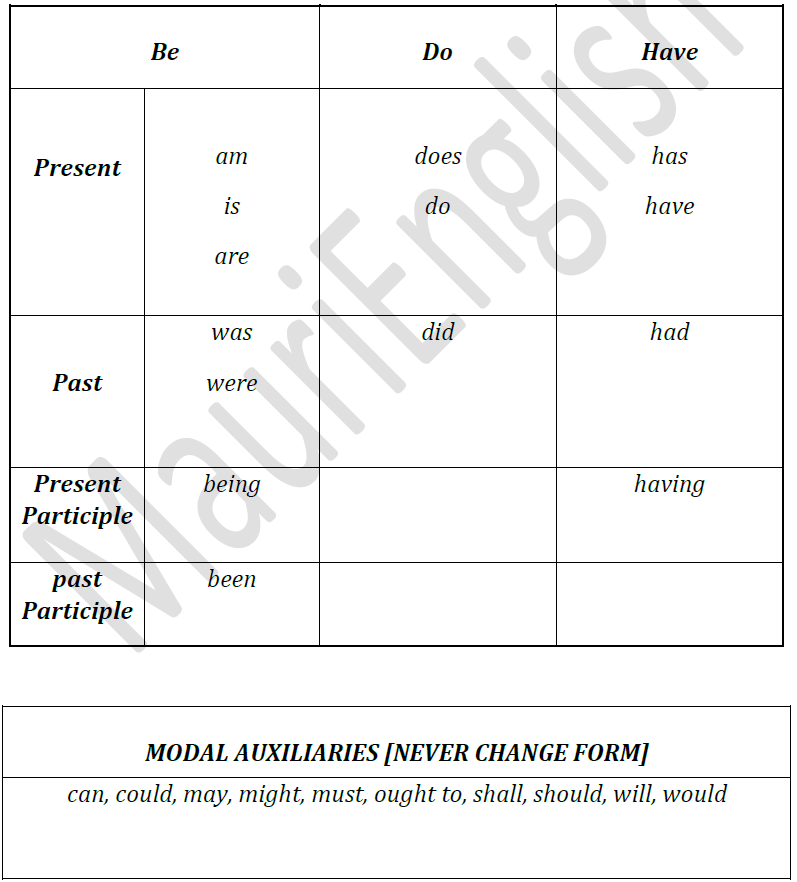 Be Do Have
Present am does has
is do have
are
was did had
Past were
Present being having
Participle
past been
Participle
MODAL AUXILIARIES [NEVER CHANGE FORM]
can, could, may, might, must, ought to, shall, should, will, would
MauriEnglish